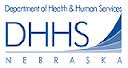 Department of Health & Human Services
DHHS
NEBRASKA